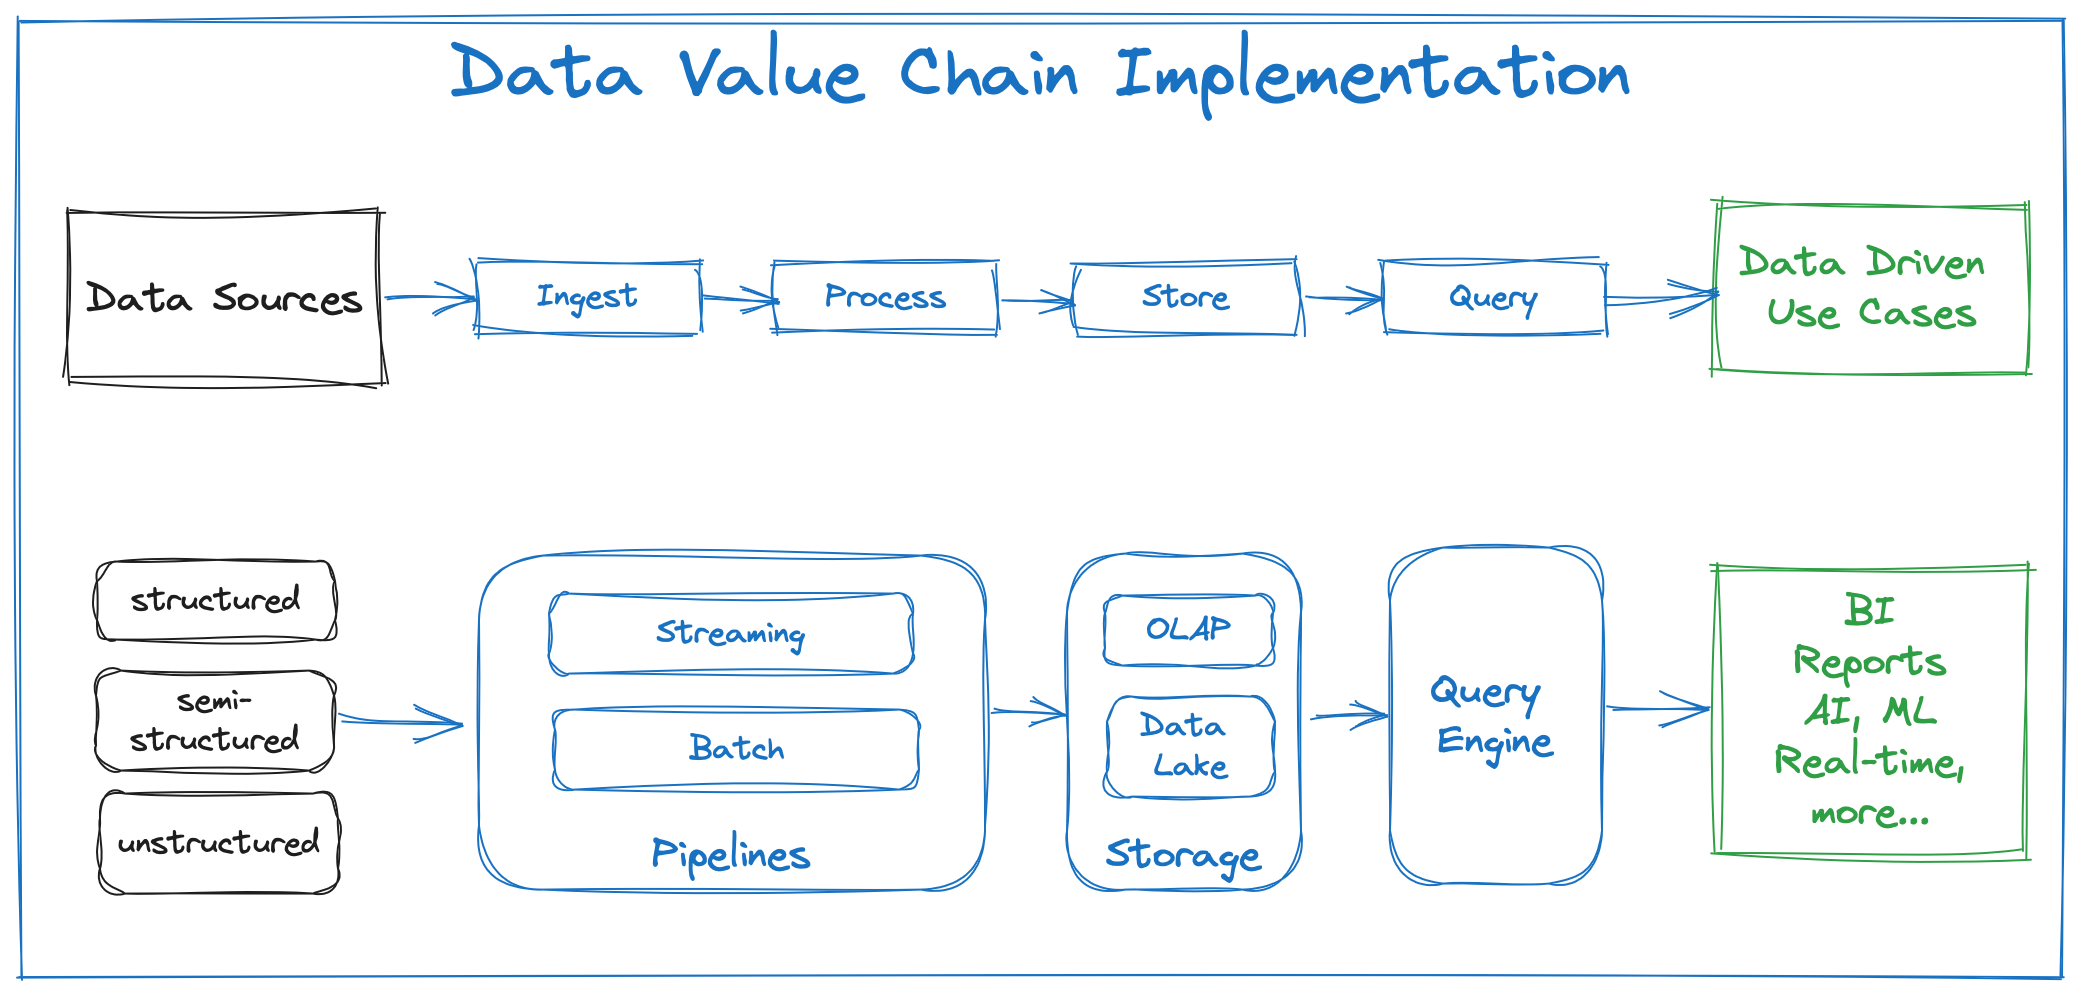 Data Value Chain Implementation
Data Sources
Ingest
Process
Store
Query
Data Driven
Use Cases
structured
semi-
structured
unstructured
Streaming
Batch
Pipelines
OLAP
Data
Lake
Storage
Query
Engine
BI
Reports
AI, ML
Real-time,
more...